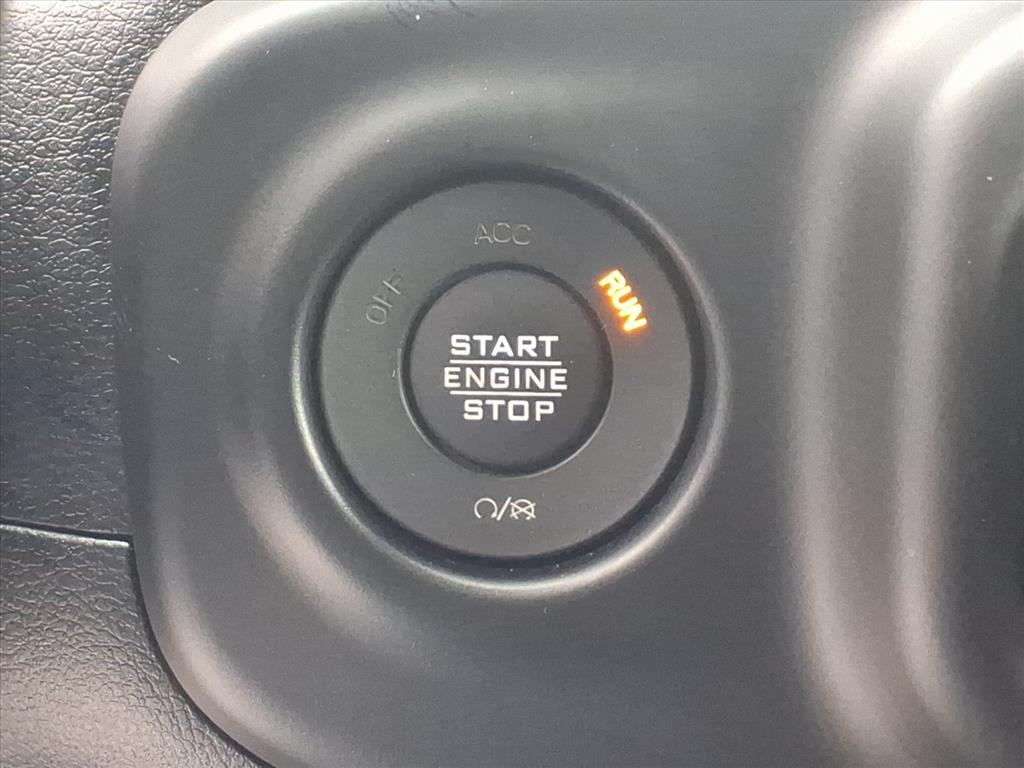 ACC
OFF
RUN
START
ENGINE
STOP